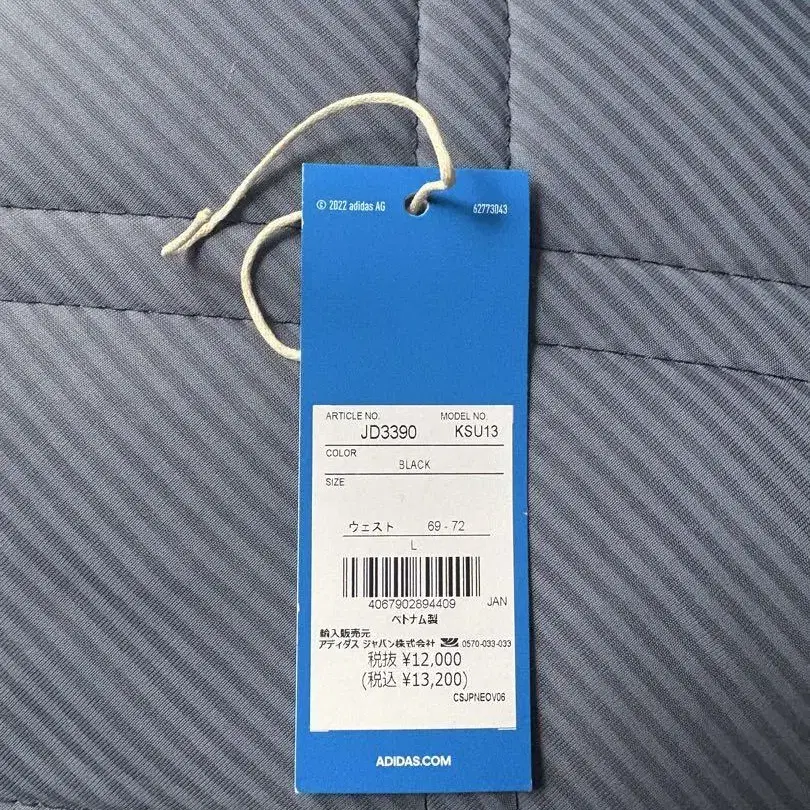 © 2022 adidas AG 62773043
ARTICLE NO. MODEL NO.
JD3390 KSU13
COLOR
BLACK
SIZE
ウェスト 69 - 72
L
4067902894409 JAN
ベトナム製
輸入販売元
アディダス ジャパン株式会社 0570-033-033
税抜 ¥12,000
(税込 ¥13,200)
CSJPNEOV06
ADIDAS.COM